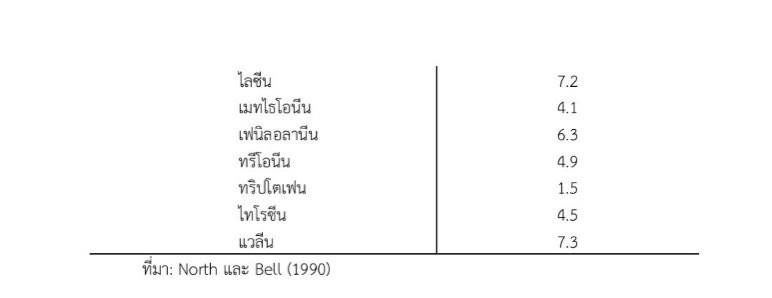 ไลซีน 7.2
เมทไธโอนีน 4.1
เฟนิลอลานีน 6.3
ทรีโอนีน 4.9
ทริปโตเฟน 1.5
ไทโรซีน 4.5
แวลีน 7.3
ที่มา: North และ Bell (1990)